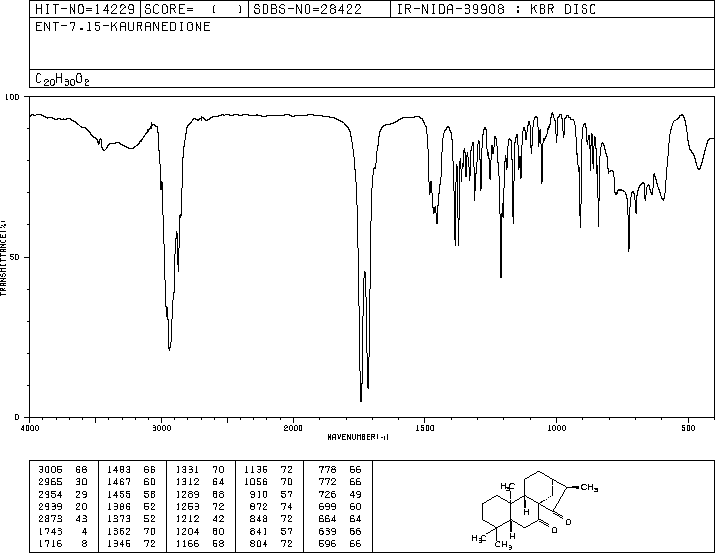 HIT-NO=14229 SCORE= ( ) SDBS-NO=28422 IR-NIDA-39908 : KBR DISC
ENT-7,15-KAURANEDIONE
C20H30O2
100
50
0
TRANSMITTANCE(%)
4000 3000 2000 1500 1000 500
WAVENUMBER(-1)
3005 66 1483 66 1331 70 1136 72 778 66
2965 30 1467 60 1312 64 1056 70 772 66
2954 29 1455 58 1289 68 910 57 726 49
2939 20 1386 52 1253 72 872 74 699 60
2873 43 1373 52 1212 42 848 72 664 64
1743 4 1362 70 1204 60 841 57 639 66
1716 8 1346 72 1166 58 804 72 596 66
H3C
CH3
H
O
O
H3C
CH3
H